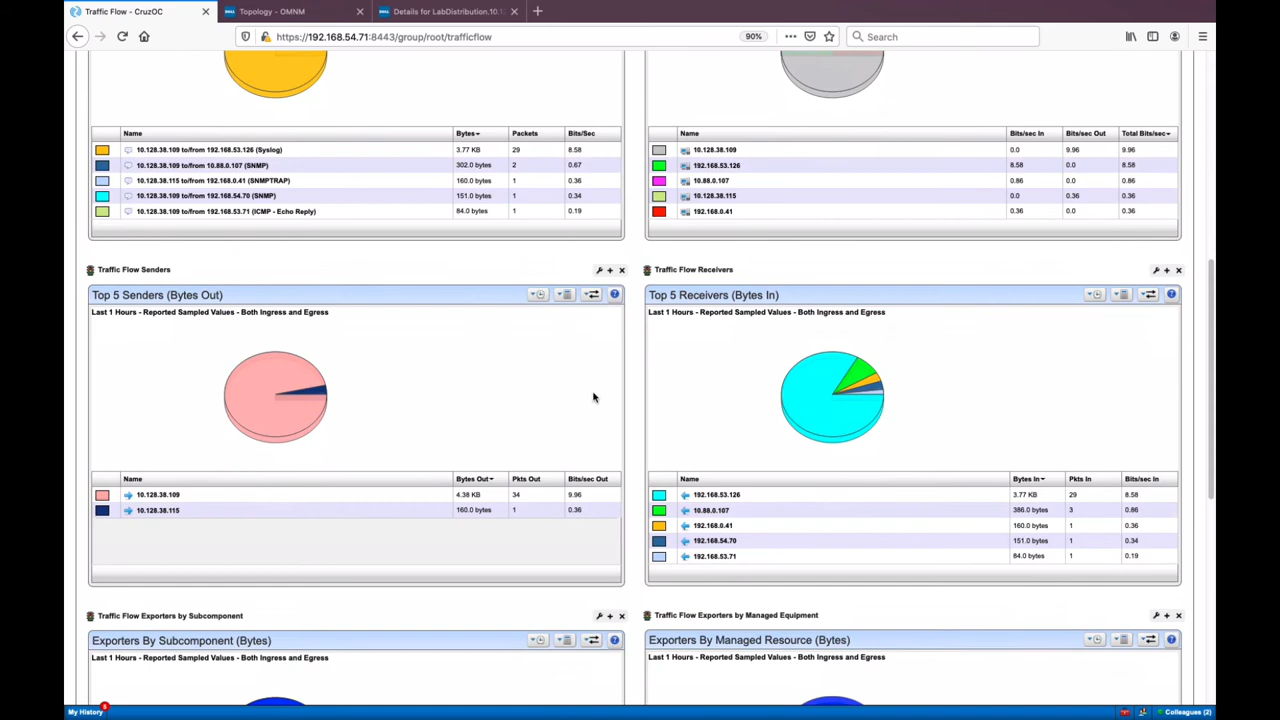 Traffic Flow - CruzOC
Topology - OMNM
Details for LabDistribution.10.12
https://192.168.54.71:8443/group/root/trafficflow
90%
Search
Name Bytes Packets Bits/Sec
10.128.38.109 to/from 192.168.53.126 (Syslog) 3.77 KB 29 8.58
10.128.38.109 to/from 10.88.0.107 (SNMP) 302.0 bytes 2 0.67
10.128.38.115 to/from 192.168.0.41 (SNMPTRAP) 160.0 bytes 1 0.36
10.128.38.109 to/from 192.168.54.70 (SNMP) 151.0 bytes 1 0.34
10.128.38.109 to/from 192.168.53.71 (ICMP - Echo Reply) 84.0 bytes 1 0.19
Name Bits/sec In Bits/sec Out Total Bits/sec
10.128.38.109 0.0 9.96 9.96
192.168.53.126 8.58 0.0 8.58
10.88.0.107 0.86 0.0 0.86
10.128.38.115 0.0 0.36 0.36
192.168.0.41 0.36 0.0 0.36
Traffic Flow Senders
Top 5 Senders (Bytes Out)
Last 1 Hours - Reported Sampled Values - Both Ingress and Egress
Name Bytes Out Pkts Out Bits/sec Out
10.128.38.109 4.38 KB 34 9.96
10.128.38.115 160.0 bytes 1 0.36
Traffic Flow Receivers
Top 5 Receivers (Bytes In)
Last 1 Hours - Reported Sampled Values - Both Ingress and Egress
Name Bytes In Pkts In Bits/sec In
192.168.53.126 3.77 KB 29 8.58
10.88.0.107 386.0 bytes 3 0.86
192.168.0.41 160.0 bytes 1 0.36
192.168.54.70 151.0 bytes 1 0.34
192.168.53.71 84.0 bytes 1 0.19
Traffic Flow Exporters by Subcomponent
Exporters By Subcomponent (Bytes)
Last 1 Hours - Reported Sampled Values - Both Ingress and Egress
Traffic Flow Exporters by Managed Equipment
Exporters By Managed Resource (Bytes)
Last 1 Hours - Reported Sampled Values - Both Ingress and Egress
My History
Colleagues (2)